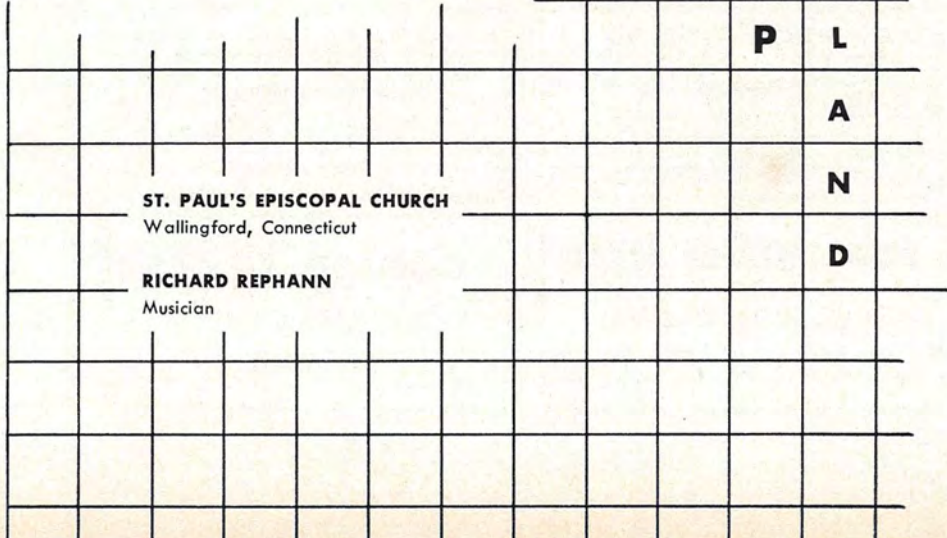 P L
A
N
D
ST. PAUL'S EPISCOPAL CHURCH
Wallingford, Connecticut
RICHARD REPHANN
Musician